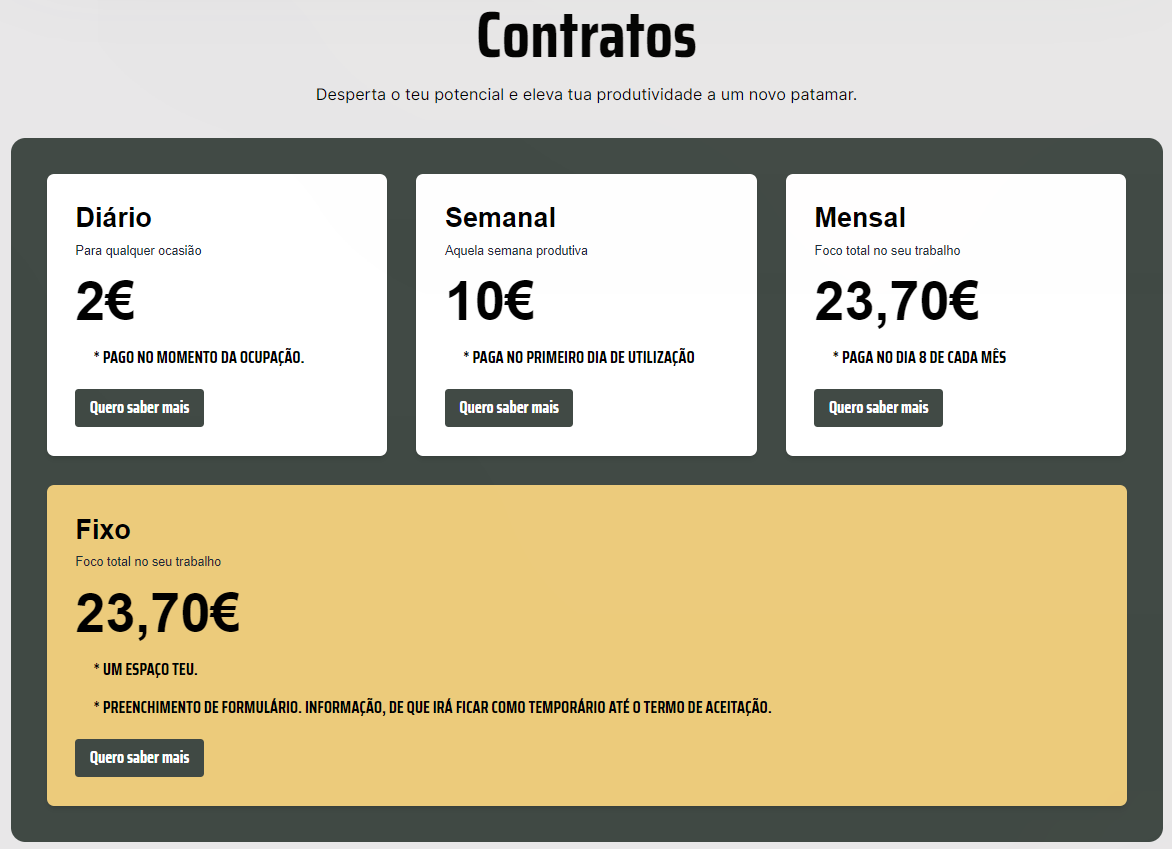 Contratos
Desperta o teu potencial e eleva tua produtividade a um novo patamar.
Diário
Para qualquer ocasião
2€
* PAGO NO MOMENTO DA OCUPAÇÃO.
Quero saber mais
Semanal
Aquela semana produtiva
10€
* PAGA NO PRIMEIRO DIA DE UTILIZAÇÃO
Quero saber mais
Mensal
Foco total no seu trabalho
23,70€
* PAGA NO DIA 8 DE CADA MÊS
Quero saber mais
Fixo
Foco total no seu trabalho
23,70€
* UM ESPAÇO TEU.
* PREENCHIMENTO DE FORMULÁRIO. INFORMAÇÃO, DE QUE IRÁ FICAR COMO TEMPORÁRIO ATÉ O TERMO DE ACEITAÇÃO.
Quero saber mais